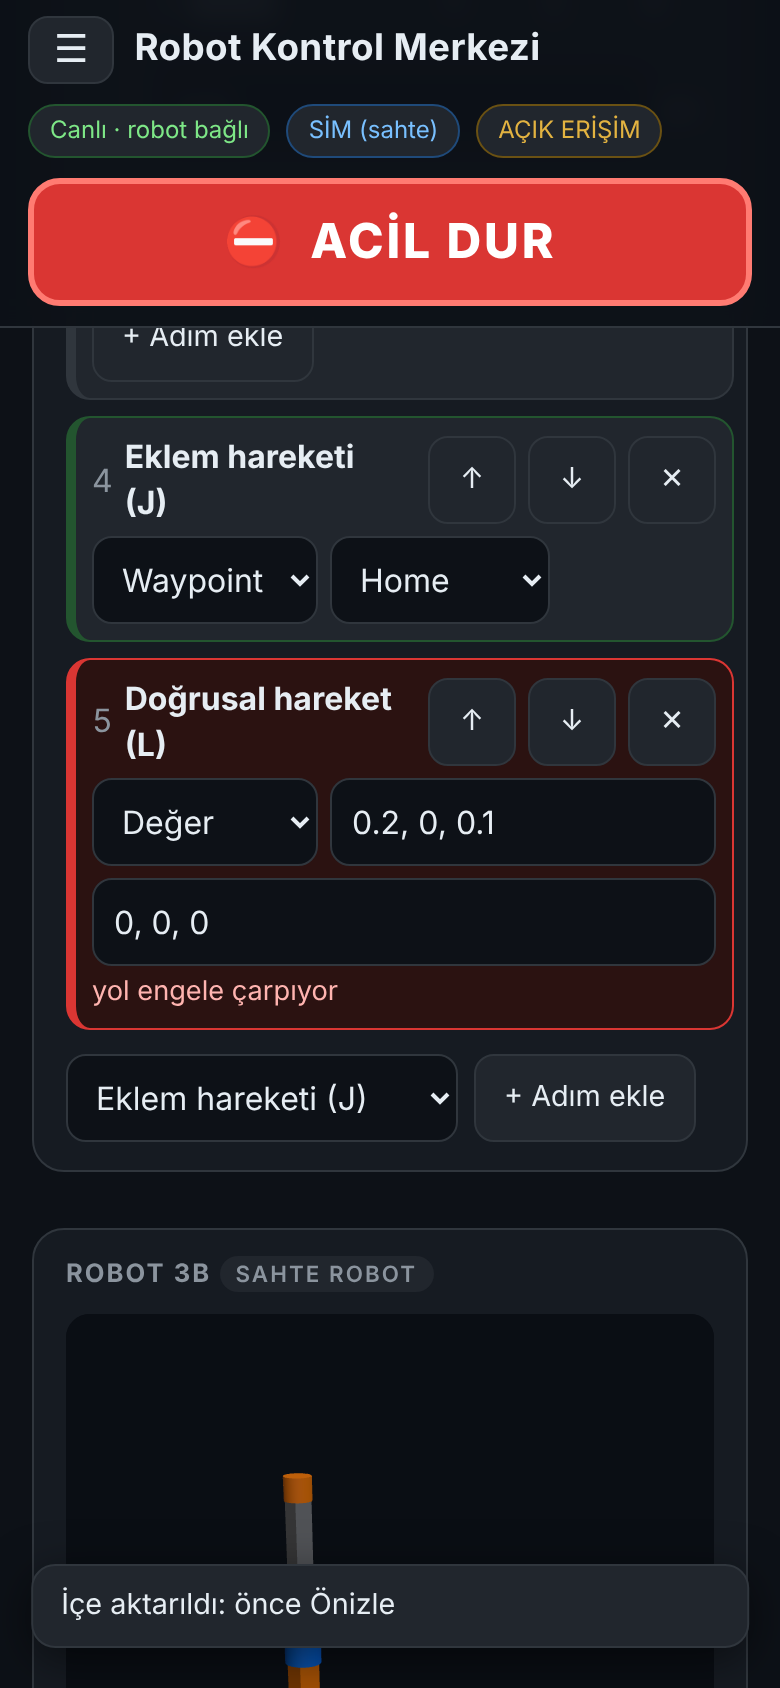 ☰ Robot Kontrol Merkezi
Canlı · robot bağlı SİM (sahte) AÇIK ERİŞİM
⛔ ACİL DUR
+ Adım ekle
4 Eklem hareketi (J) ↑ ↓ ✕
Waypoint Home
5 Doğrusal hareket (L) ↑ ↓ ✕
Değer 0.2, 0, 0.1
0, 0, 0
yol engele çarpıyor
Eklem hareketi (J) + Adım ekle
ROBOT 3B SAHTE ROBOT
İçe aktarıldı: önce Önizle